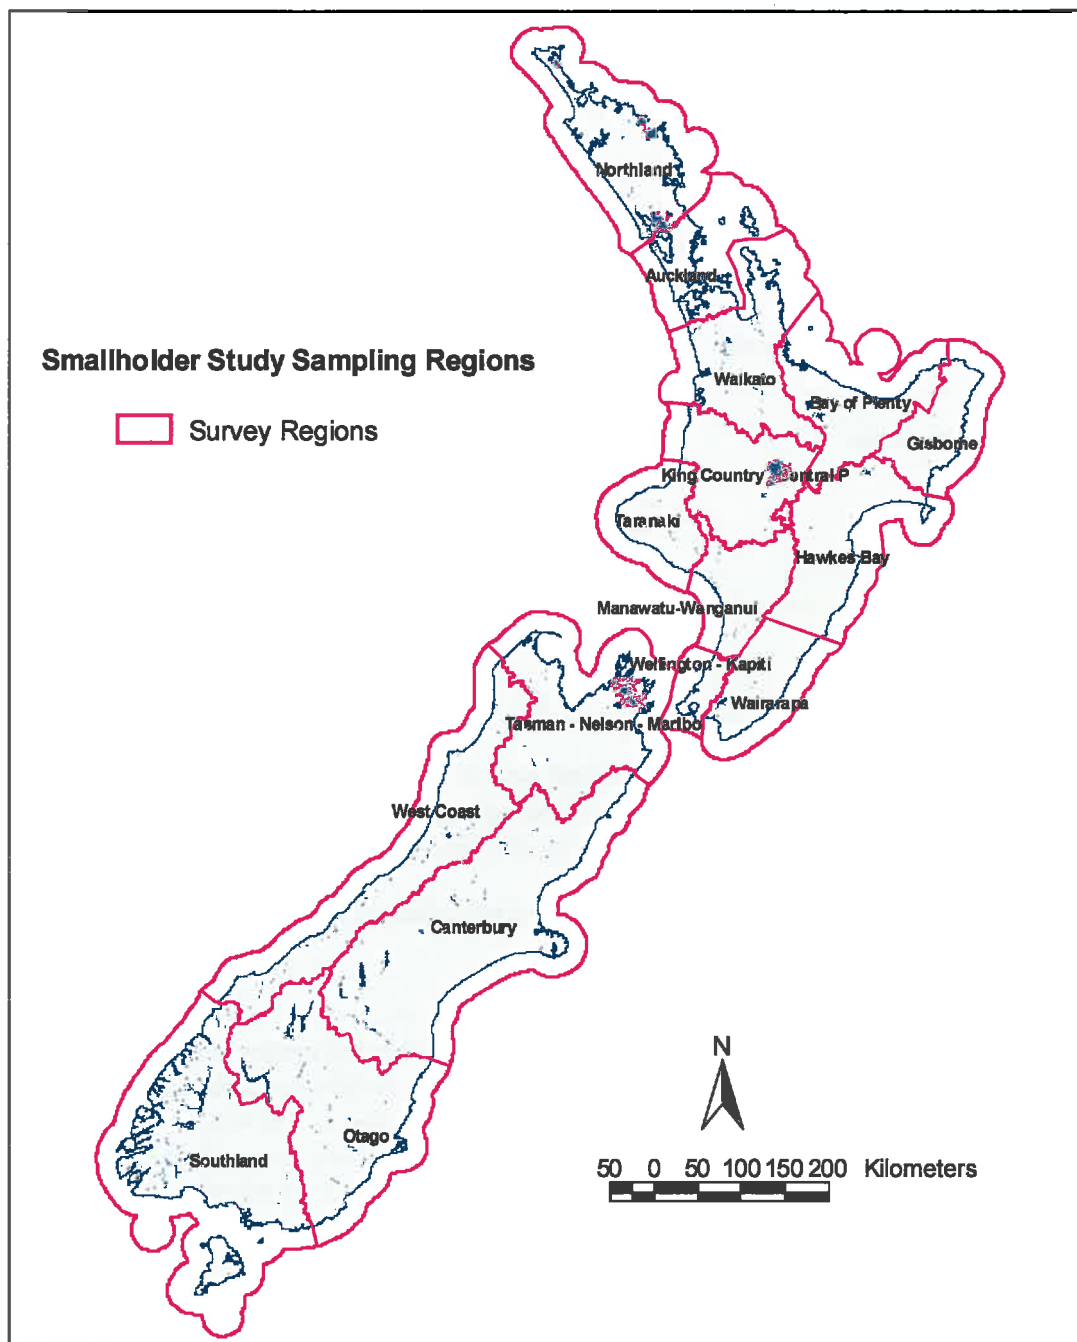 Northland
Auckland
Smallholder Study Sampling Regions
Survey Regions
Waikato
Bay of Plenty
Gisborne
King Country entral P
Taranaki
Hawkes Bay
Manawatu-Wanganui
Wellington - Kapiti
Wairarapa
Tasman - Nelson - Marlbo
West Coast
Canterbury
N
Otago
Southland
50 0 50 100 150 200 Kilometers